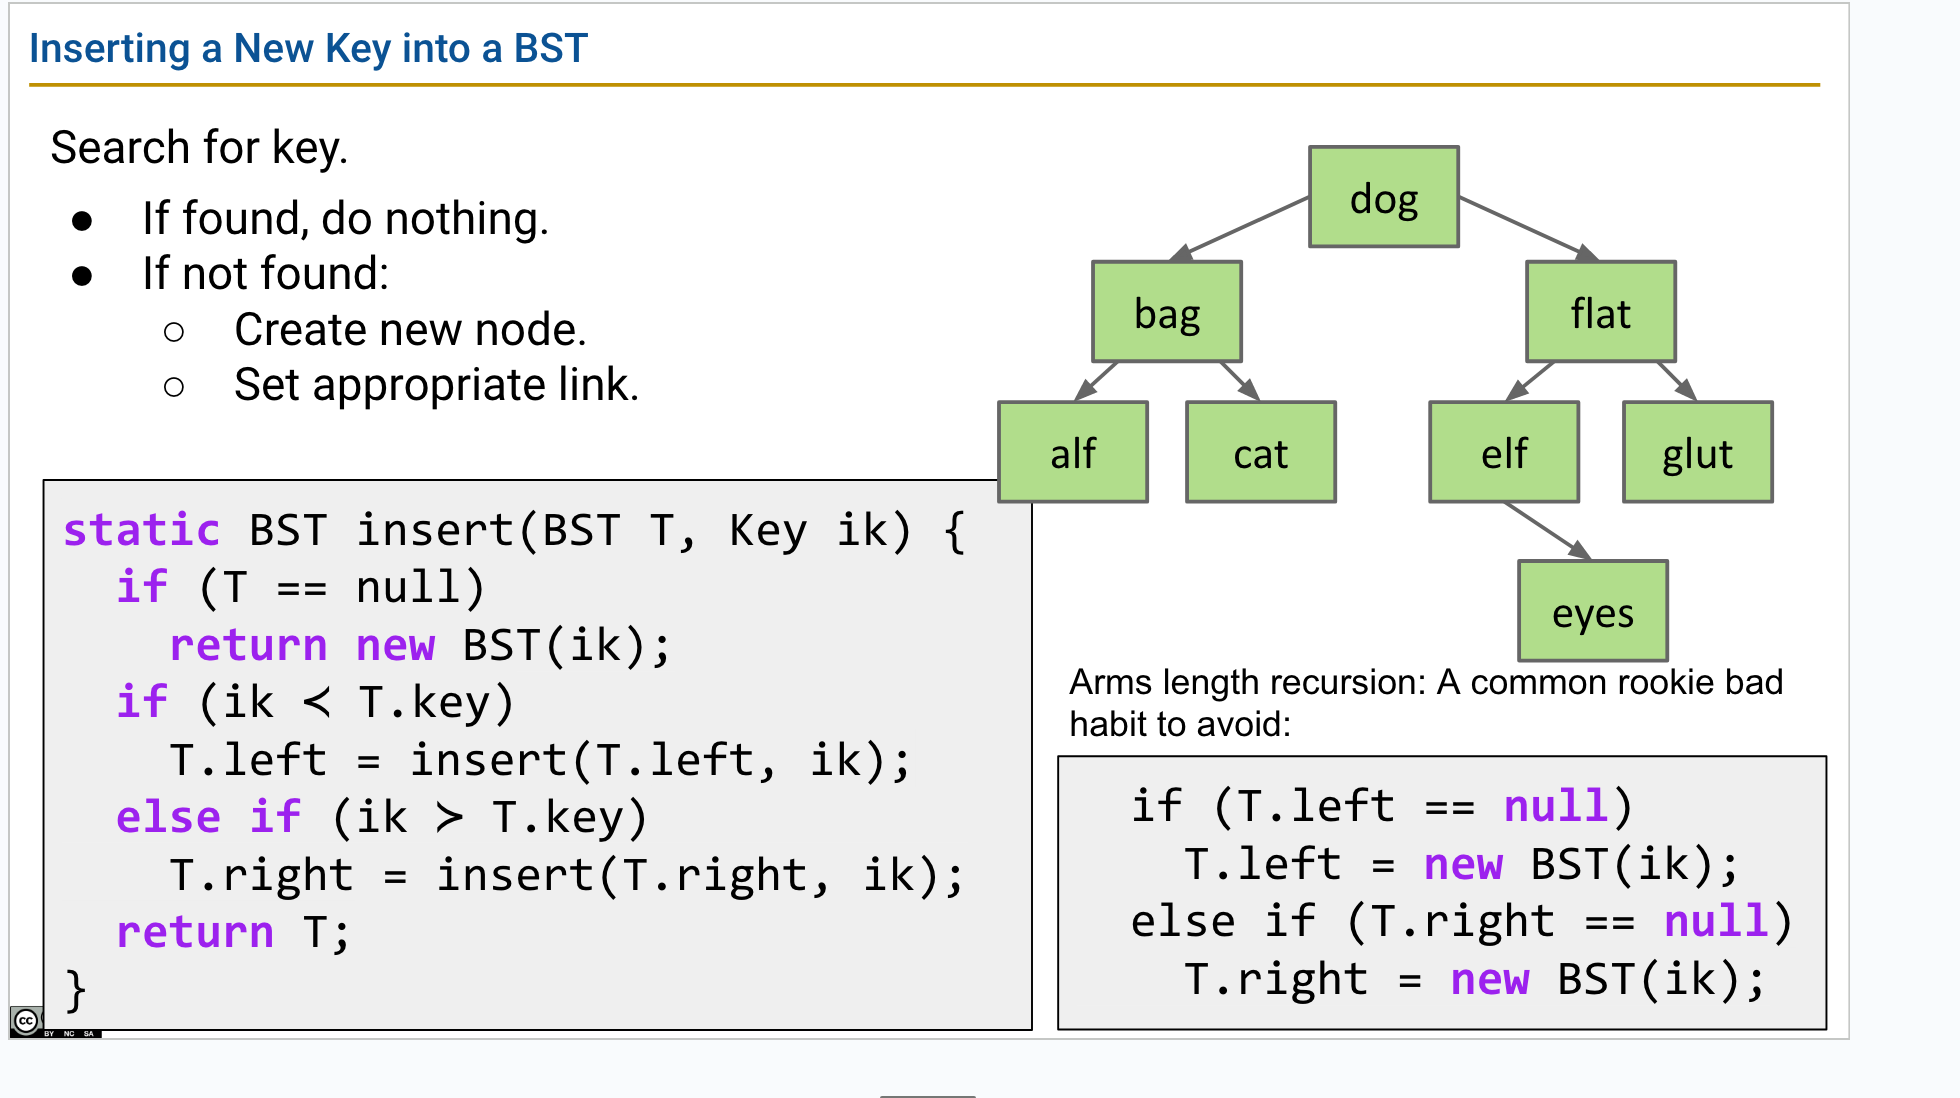 Inserting a New Key into a BST
Search for key.
● If found, do nothing.
● If not found:
○ Create new node.
○ Set appropriate link.
static BST insert(BST T, Key ik) {
if (T == null)
return new BST(ik);
if (ik ≺ T.key)
T.left = insert(T.left, ik);
else if (ik ≻ T.key)
T.right = insert(T.right, ik);
return T;
}
dog
bag
flat
alf
cat
elf
glut
eyes
Arms length recursion: A common rookie bad
habit to avoid:
if (T.left == null)
T.left = new BST(ik);
else if (T.right == null)
T.right = new BST(ik);
cc
BY NC SA